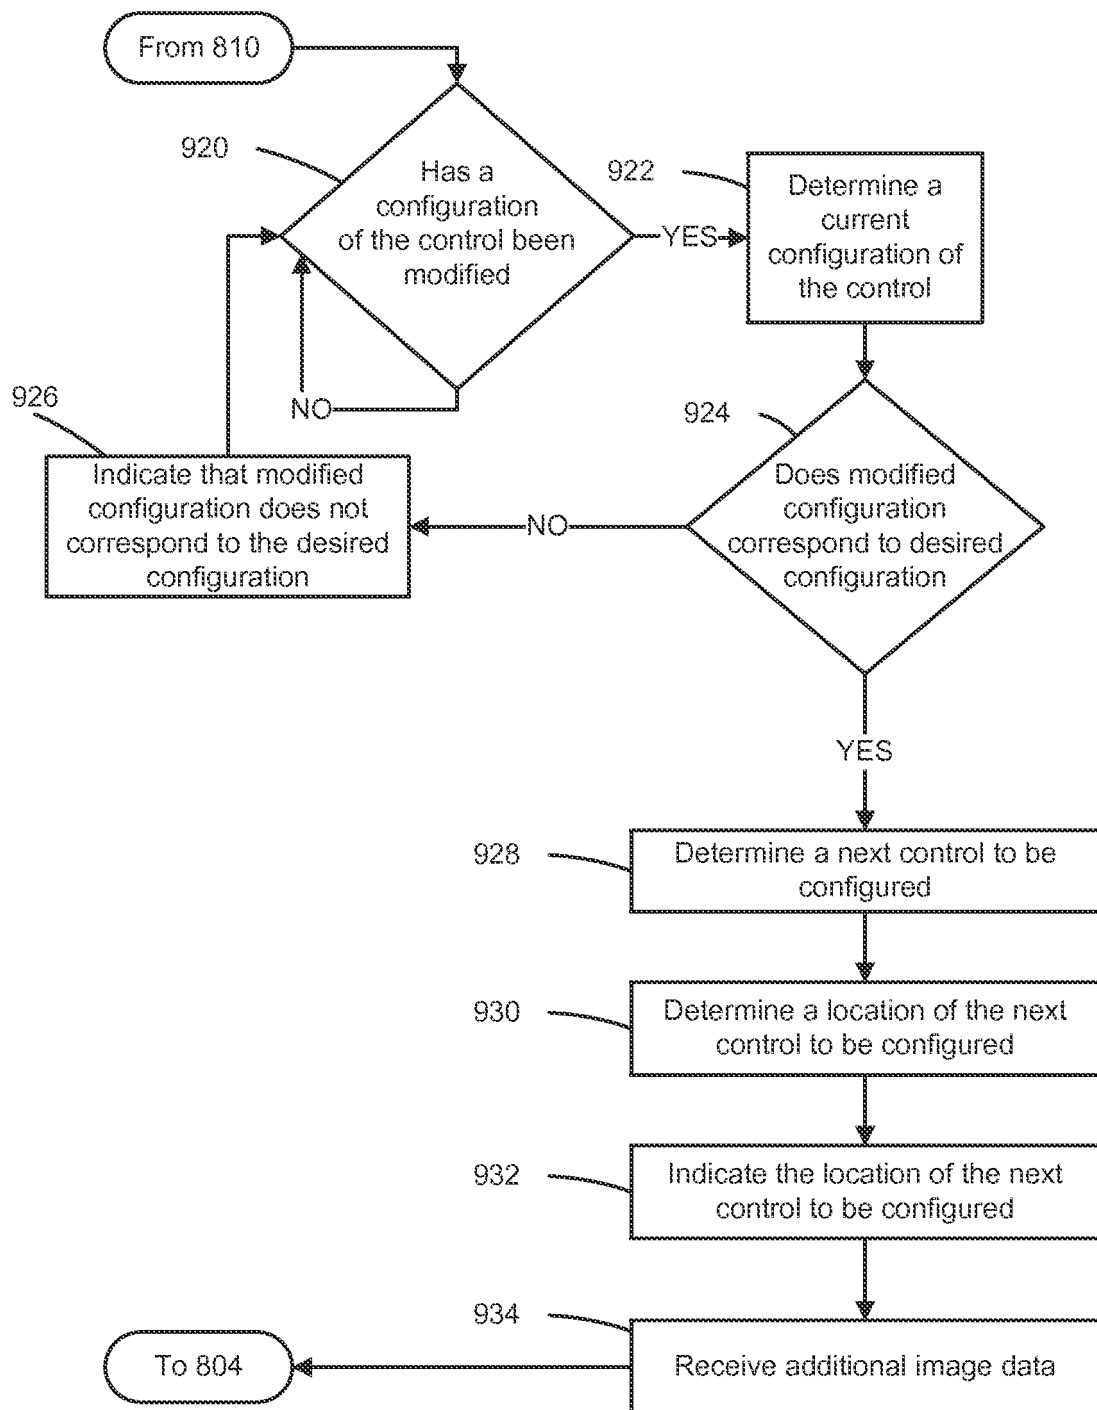 From 810
920
Has a
configuration
of the control been
modified
YES
922
Determine a
current
configuration of
the control
NO
926
Indicate that modified
configuration does not
correspond to the desired
configuration
NO
924
Does modified
configuration
correspond to desired
configuration
YES
928
Determine a next control to be
configured
930
Determine a location of the next
control to be configured
932
Indicate the location of the next
control to be configured
934
Receive additional image data
To 804